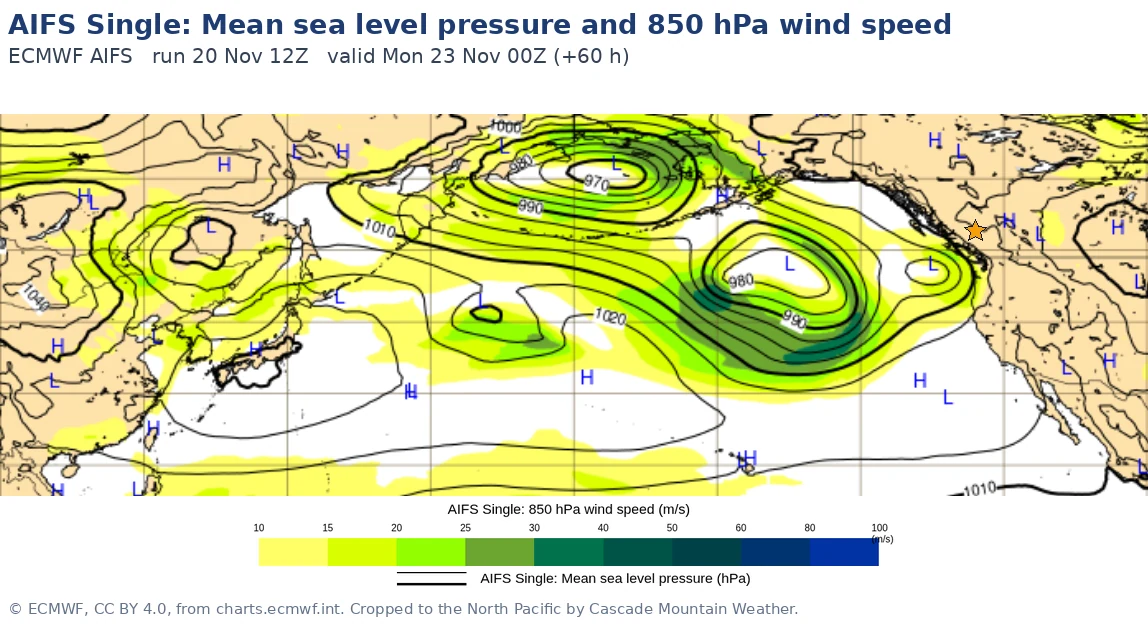 AIFS Single: Mean sea level pressure and 850 hPa wind speed
ECMWF AIFS run 20 Nov 12Z valid Mon 23 Nov 00Z (+60 h)
1000
L
H
L
H
L
L
H
L
980
970
H
H
L
990
H
L
1010
H
L
H
L
L
L
980
L
1040
L
L
1020
990
H
L
H
H
L
L
H
H
H
L
L
H
L
H
H
L
L
H
H
L
1010
AIFS Single: 850 hPa wind speed (m/s)
10 15 20 25 30 40 50 60 80 100
(m/s)
AIFS Single: Mean sea level pressure (hPa)
© ECMWF, CC BY 4.0, from charts.ecmwf.int. Cropped to the North Pacific by Cascade Mountain Weather.